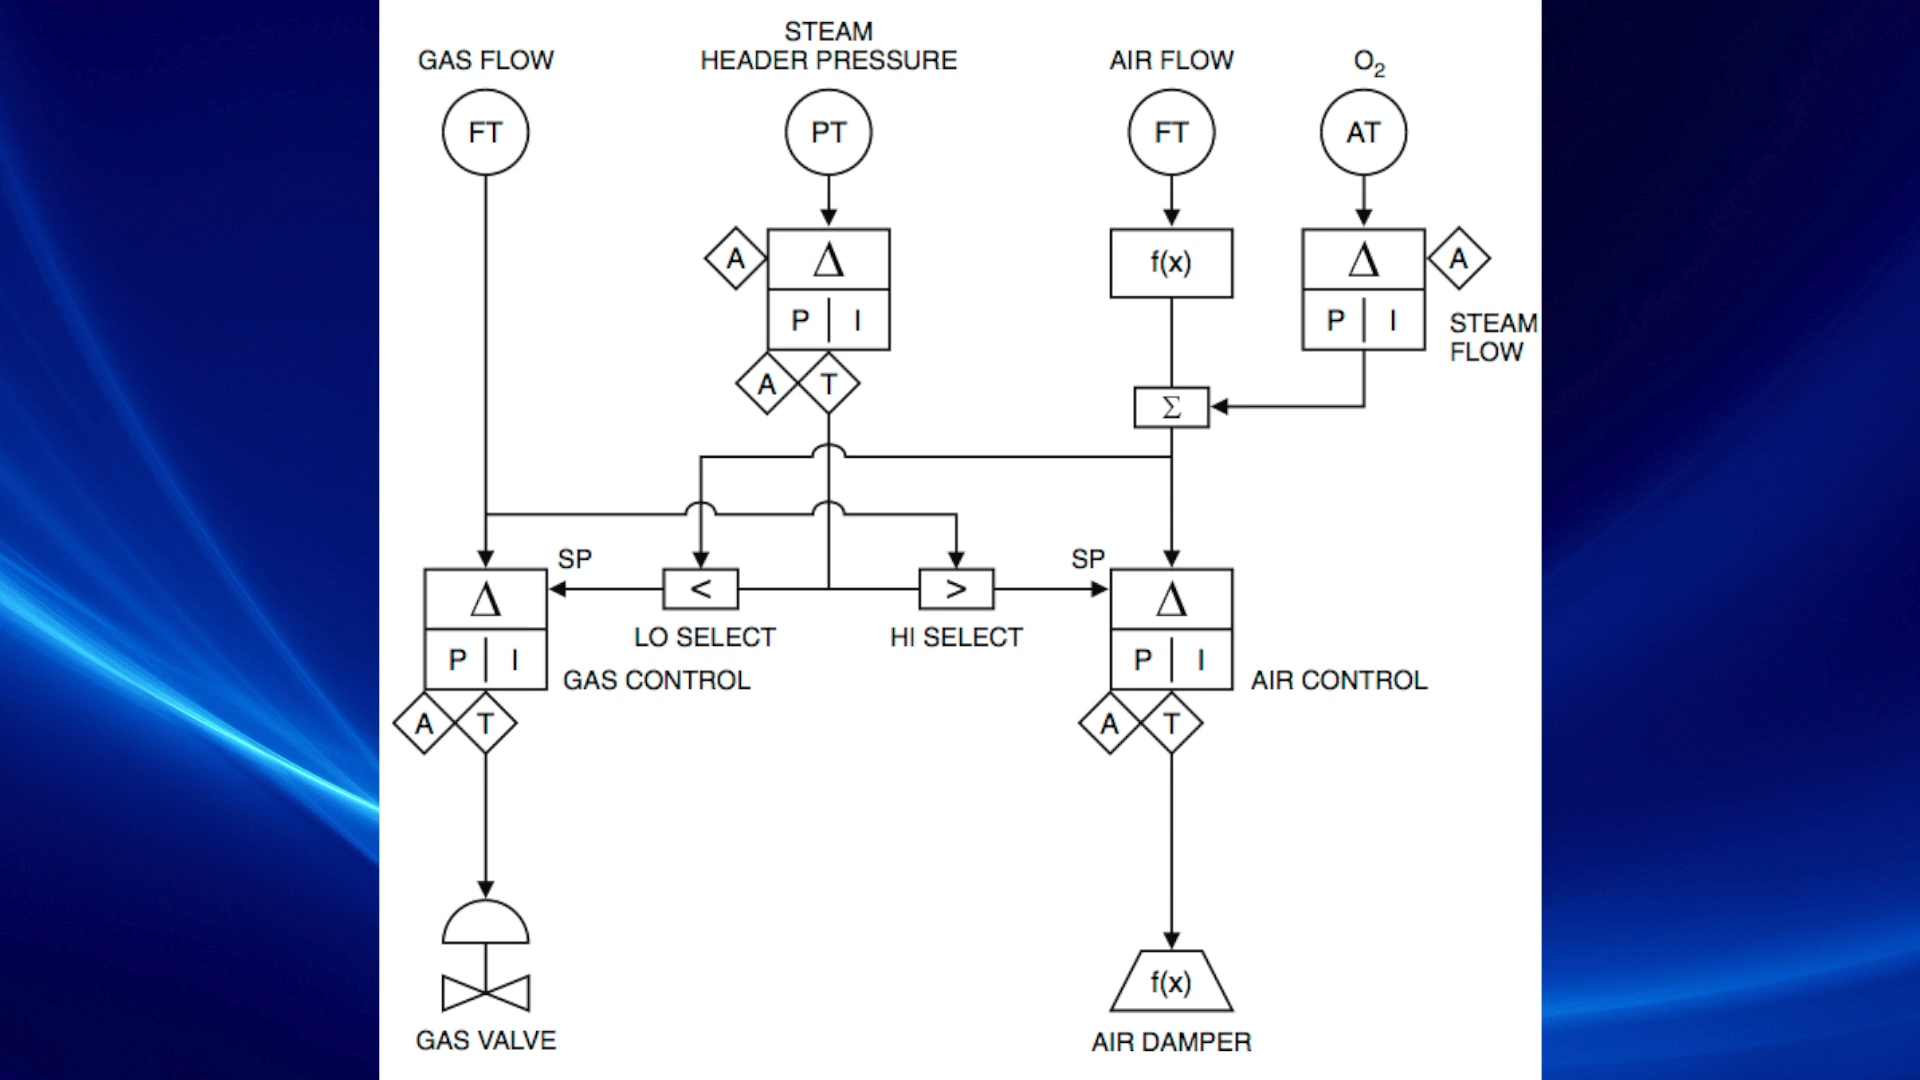 GAS FLOW
STEAM
HEADER PRESSURE
AIR FLOW
O₂
FT
PT
FT
AT
A
Δ
f(x)
Δ
A
P | I
P | I
STEAM
FLOW
A
T
Σ
SP
SP
Δ
<
>
Δ
LO SELECT
HI SELECT
P | I
P | I
GAS CONTROL
AIR CONTROL
A
T
A
T
f(x)
GAS VALVE
AIR DAMPER